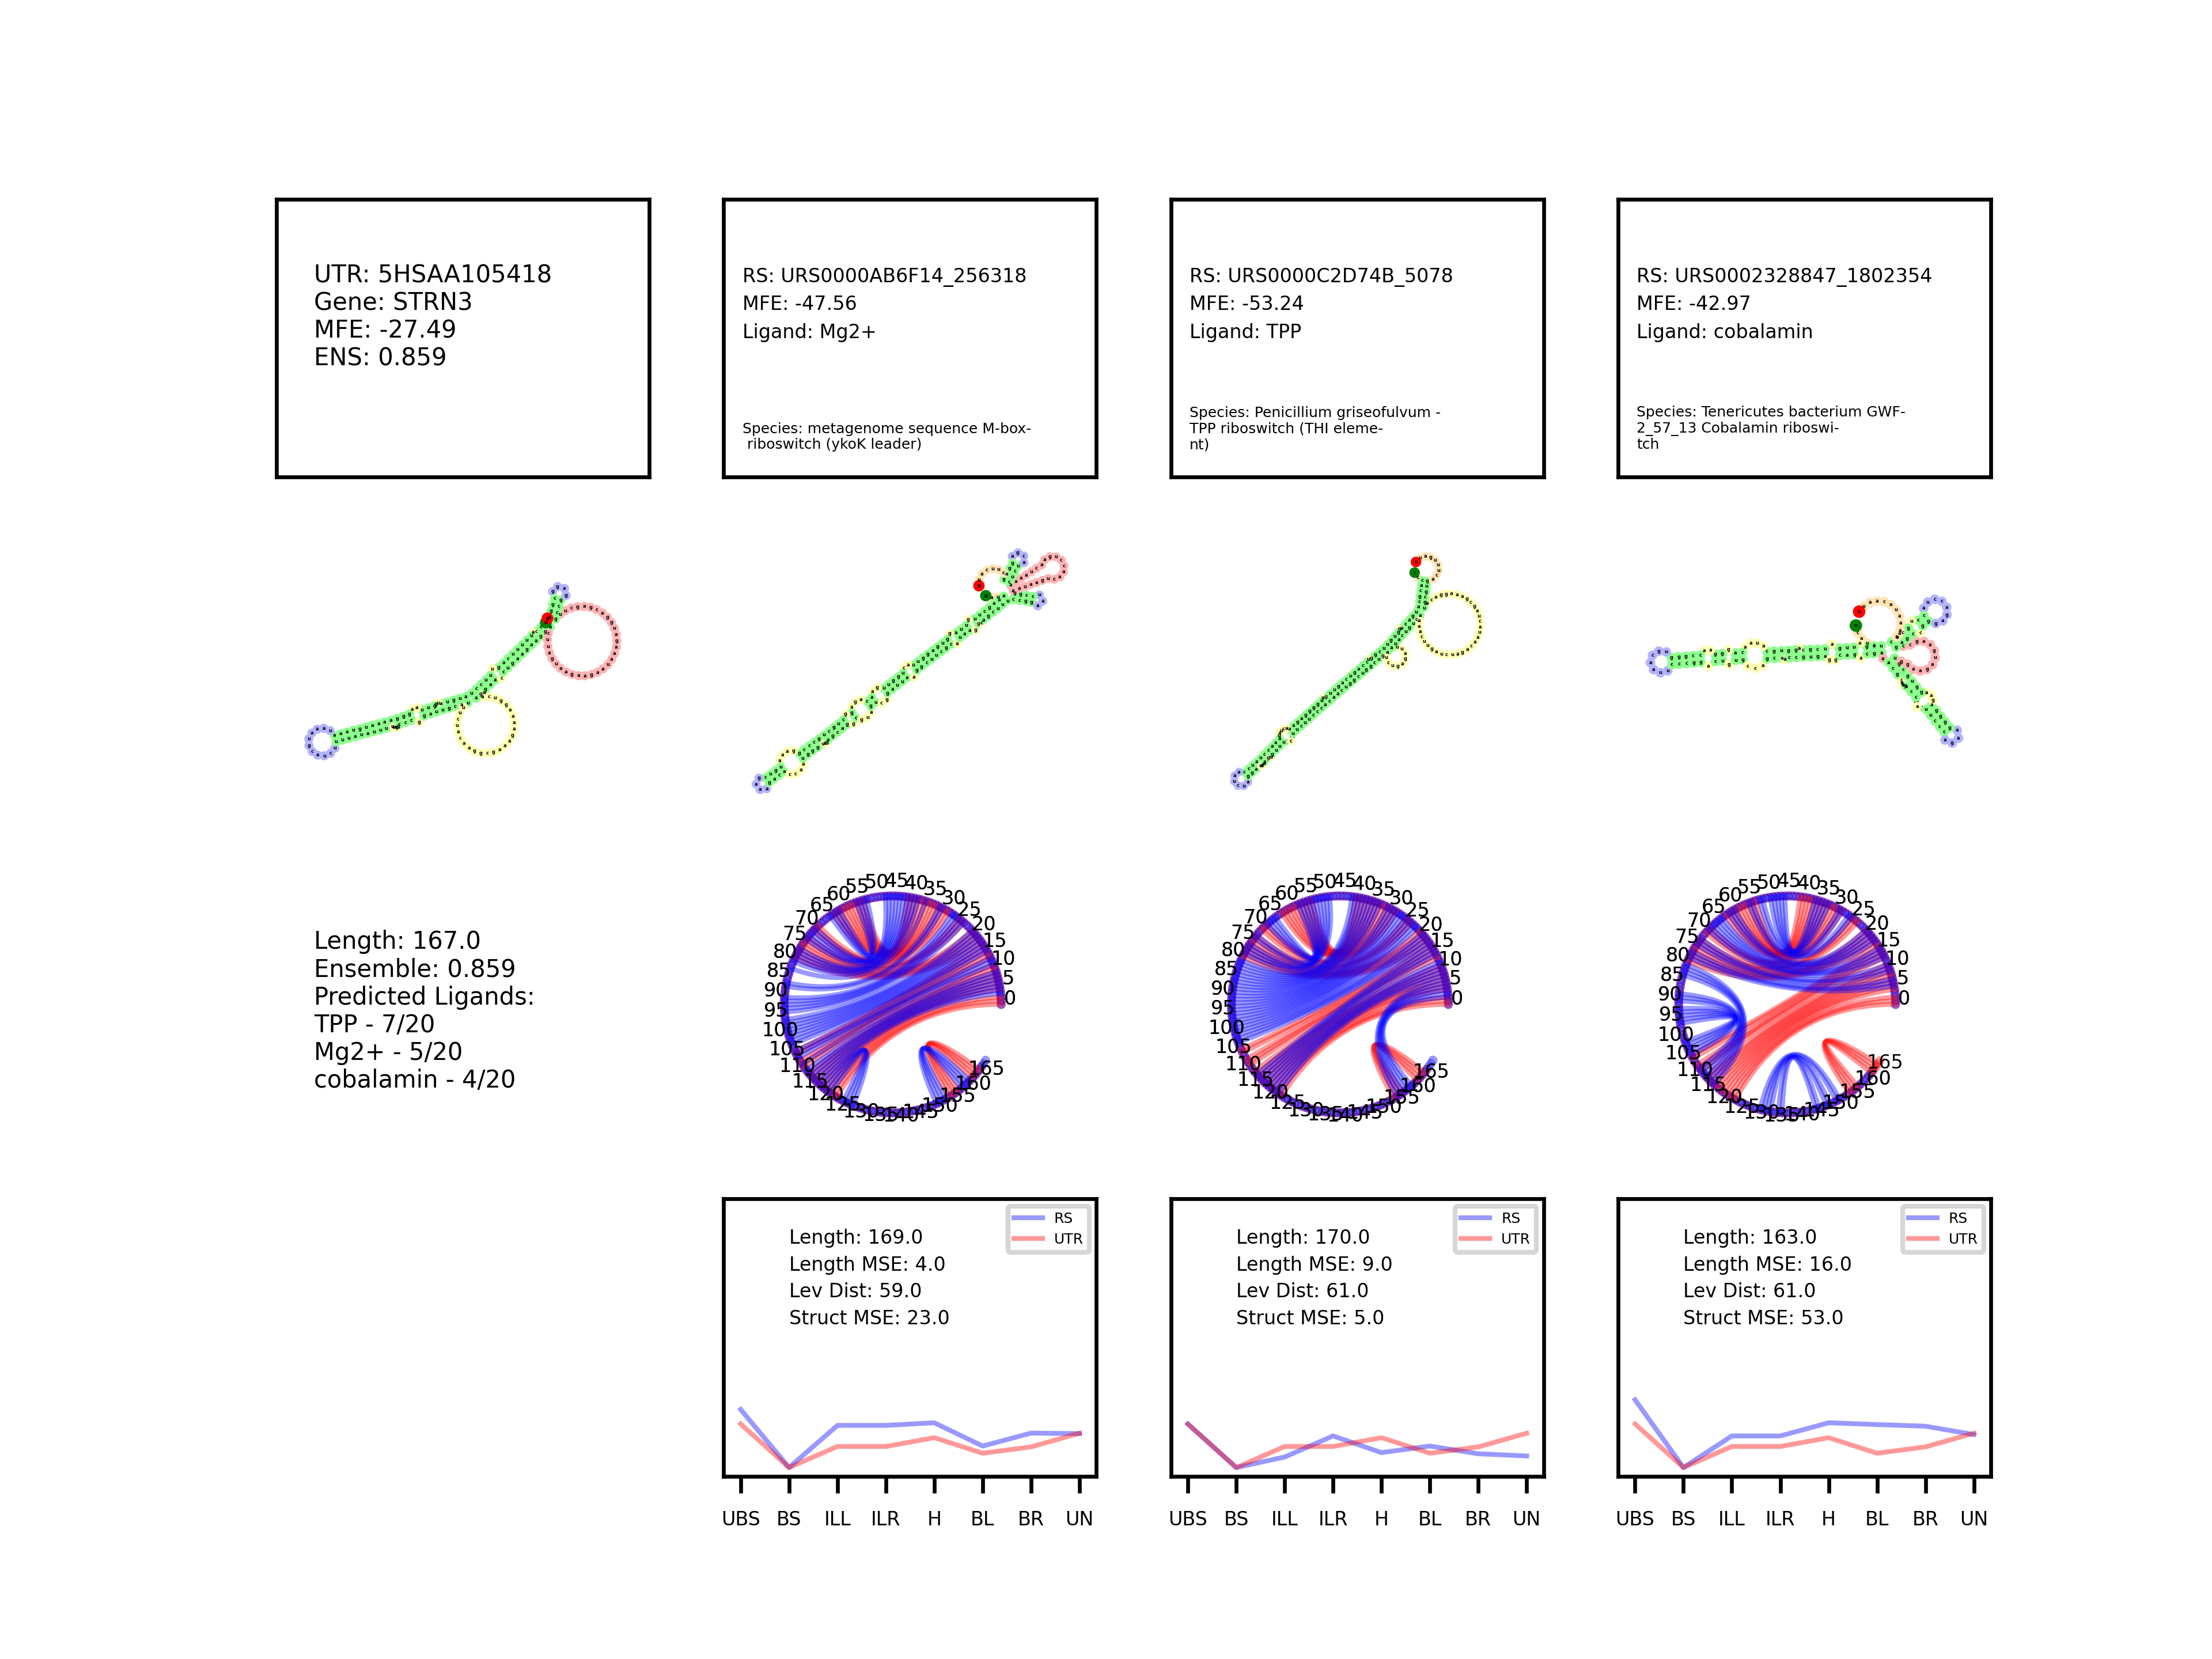 UTR: 5HSAA105418
Gene: STRN3
MFE: -27.49
ENS: 0.859
RS: URS0000AB6F14_256318
MFE: -47.56
Ligand: Mg2+
Species: metagenome sequence M-box-
riboswitch (ykoK leader)
RS: URS0000C2D74B_5078
MFE: -53.24
Ligand: TPP
Species: Penicillium griseofulvum -
TPP riboswitch (THI eleme-
nt)
RS: URS0002328847_1802354
MFE: -42.97
Ligand: cobalamin
Species: Tenericutes bacterium GWF-
2_57_13 Cobalamin riboswi-
tch
Length: 167.0
Ensemble: 0.859
Predicted Ligands:
TPP - 7/20
Mg2+ - 5/20
cobalamin - 4/20
0 5 10 15 20 25 30 35 40 45 50 55 60 65 70 75 80 85 90 95 100 105 110 115 120 125 130 135 140 145 150 155 160 165
0 5 10 15 20 25 30 35 40 45 50 55 60 65 70 75 80 85 90 95 100 105 110 115 120 125 130 135 140 145 150 155 160 165
0 5 10 15 20 25 30 35 40 45 50 55 60 65 70 75 80 85 90 95 100 105 110 115 120 125 130 135 140 145 150 155 160 165
RS
UTR
Length: 169.0
Length MSE: 4.0
Lev Dist: 59.0
Struct MSE: 23.0
UBS BS ILL ILR H BL BR UN
RS
UTR
Length: 170.0
Length MSE: 9.0
Lev Dist: 61.0
Struct MSE: 5.0
UBS BS ILL ILR H BL BR UN
RS
UTR
Length: 163.0
Length MSE: 16.0
Lev Dist: 61.0
Struct MSE: 53.0
UBS BS ILL ILR H BL BR UN